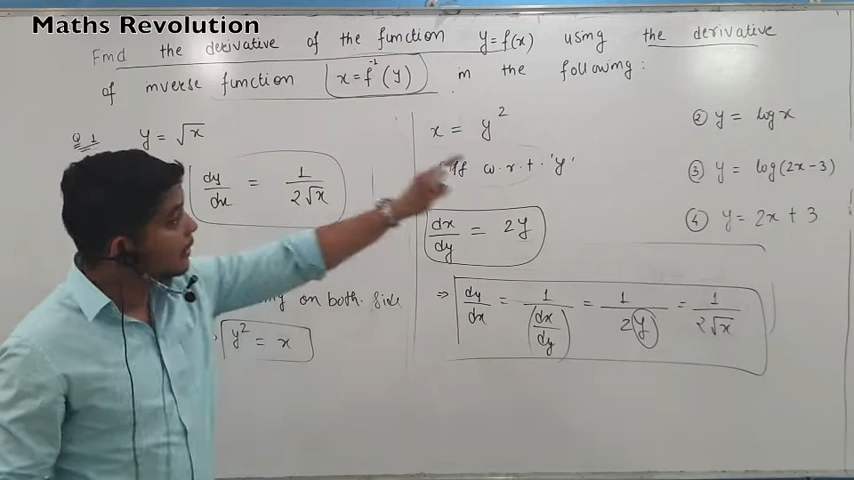 Maths Revolution
Find the derivative of the function y=f(x) using the derivative
of inverse function x=f⁻¹(y) in the following:
Q.1 y = √x
dy/dx = 1/2√x
on both side
y² = x
x = y²
Diff w.r.t. 'y'
dx/dy = 2y
⇒ dy/dx = 1/(dx/dy) = 1/2y = 1/2√x
② y = log x
③ y = log(2x-3)
④ y = 2x + 3